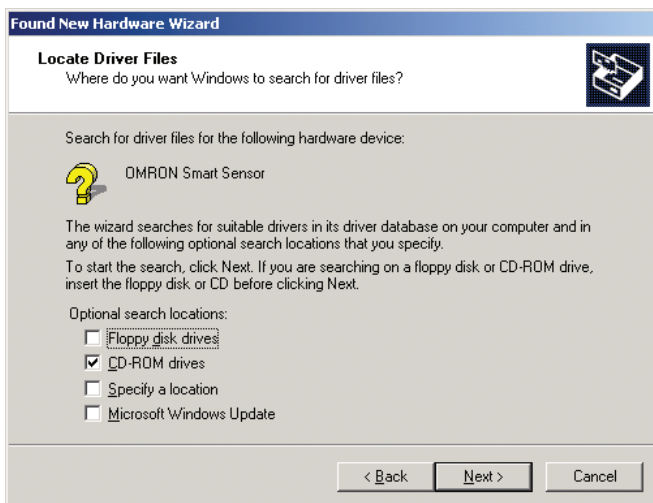 Found New Hardware Wizard
Locate Driver Files
Where do you want Windows to search for driver files?
Search for driver files for the following hardware device:
OMRON Smart Sensor
The wizard searches for suitable drivers in its driver database on your computer and in
any of the following optional search locations that you specify.
To start the search, click Next. If you are searching on a floppy disk or CD-ROM drive,
insert the floppy disk or CD before clicking Next.
Optional search locations:
Floppy disk drives
CD-ROM drives
Specify a location
Microsoft Windows Update
< Back Next > Cancel